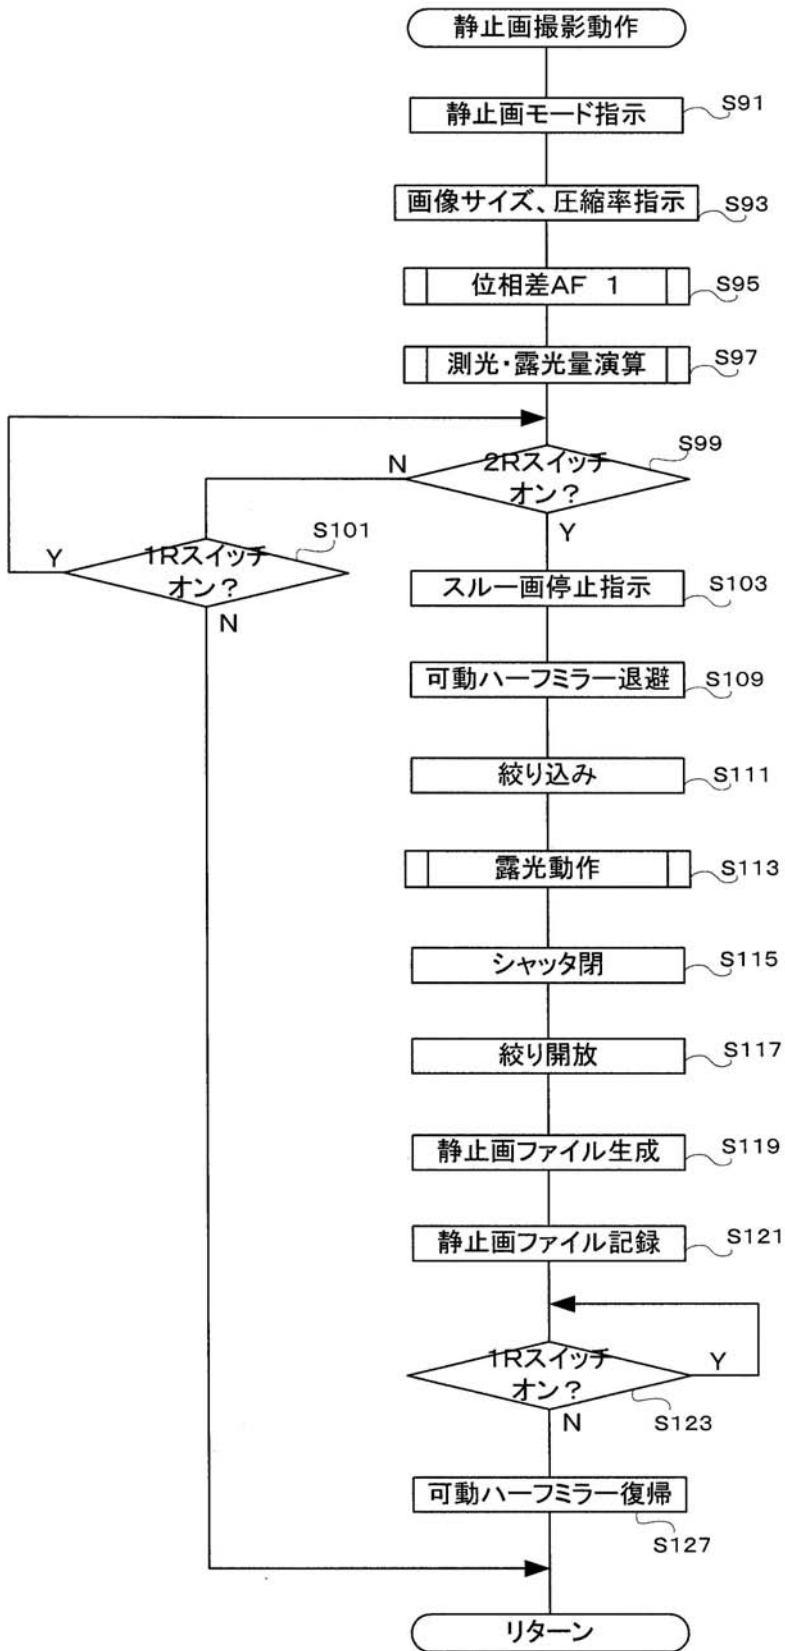 静止画撮影動作
静止画モード指示
S91
画像サイズ、圧縮率指示
S93
位相差AF 1
S95
測光・露光量演算
S97
2Rスイッチ
オン?
S99
N
Y
1Rスイッチ
オン?
S101
Y
N
スルー画停止指示
S103
可動ハーフミラー退避
S109
絞り込み
S111
露光動作
S113
シャッタ閉
S115
絞り開放
S117
静止画ファイル生成
S119
静止画ファイル記録
S121
1Rスイッチ
オン?
Y
S123
N
可動ハーフミラー復帰
S127
リターン